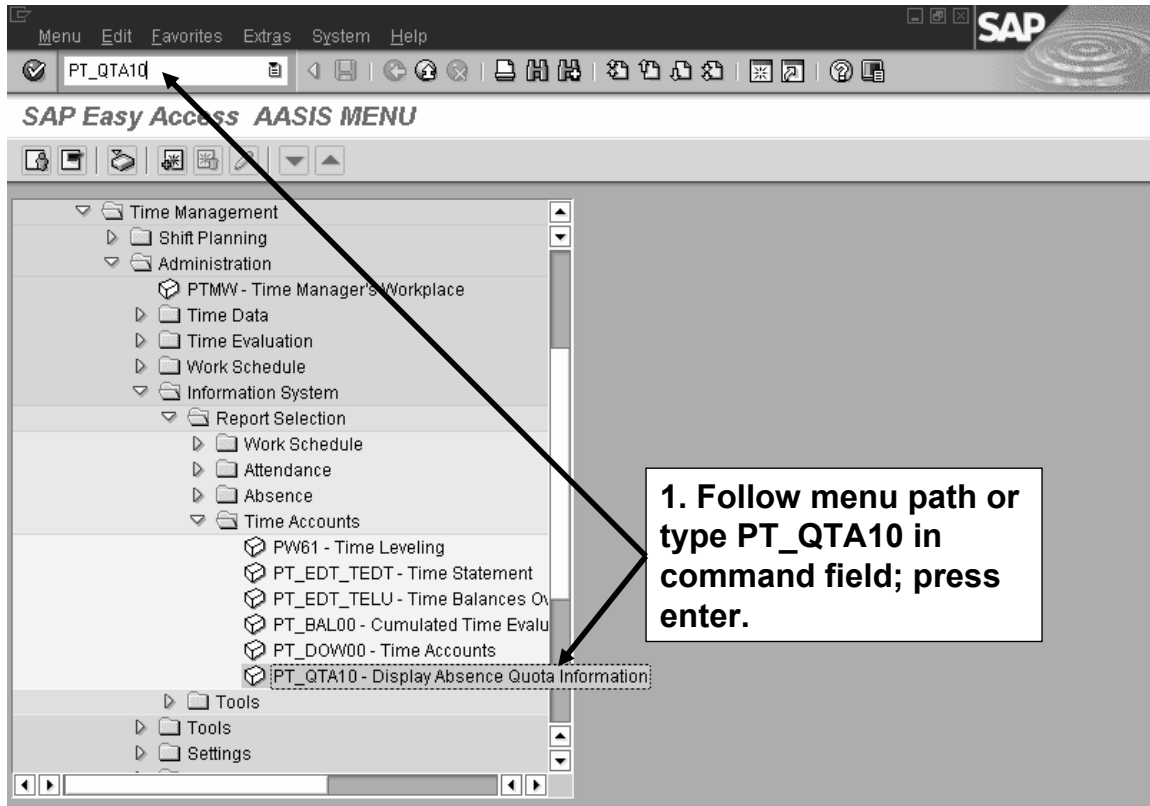 Menu Edit Favorites Extras System Help
SAP
PT_QTA10
SAP Easy Access AASIS MENU
Time Management
Shift Planning
Administration
PTMW - Time Manager's Workplace
Time Data
Time Evaluation
Work Schedule
Information System
Report Selection
Work Schedule
Attendance
Absence
Time Accounts
PW61 - Time Leveling
PT_EDT_TEDT - Time Statement
PT_EDT_TELU - Time Balances Ov
PT_BAL00 - Cumulated Time Evalu
PT_DOW00 - Time Accounts
PT_QTA10 - Display Absence Quota Information
Tools
Tools
Settings
1. Follow menu path or
type PT_QTA10 in
command field; press
enter.